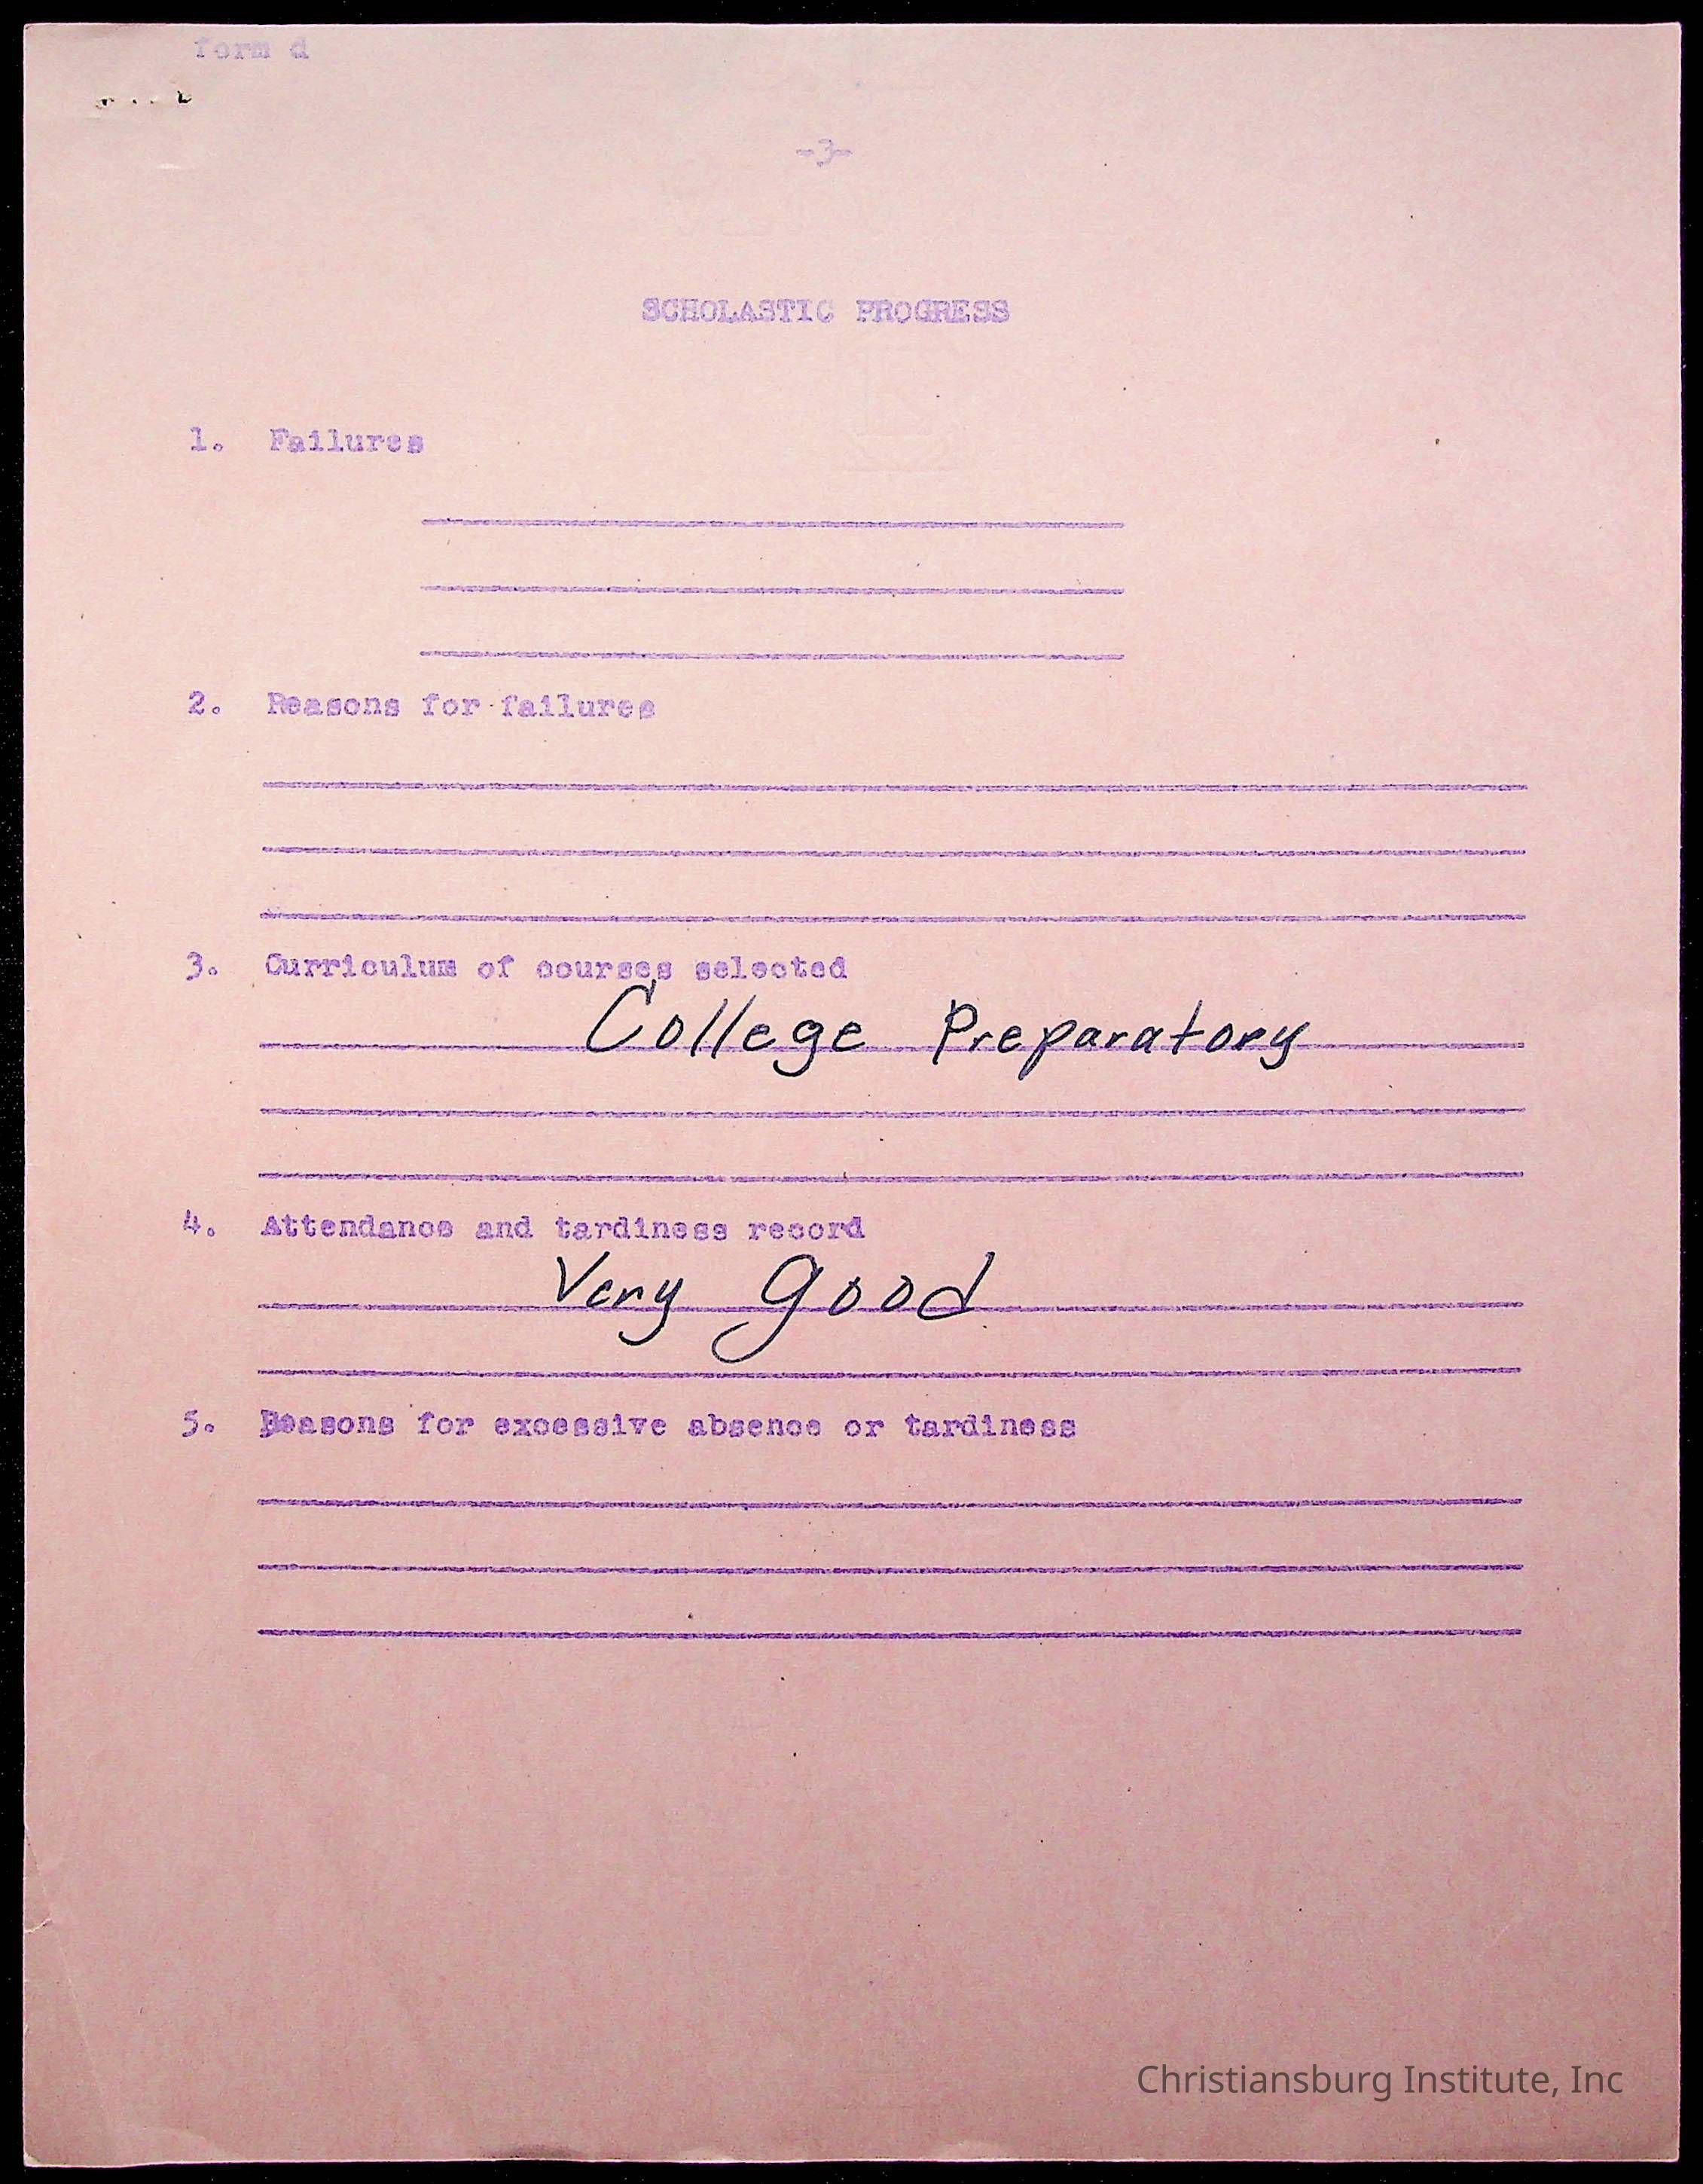 form d
-3-
SCHOLASTIC PROGRESS
1. Failures
2. Reasons for failures
3. Curriculum of courses selected
College Preparatory
4. Attendance and tardiness record
Very good
5. Reasons for excessive absence or tardiness
Christiansburg Institute, Inc